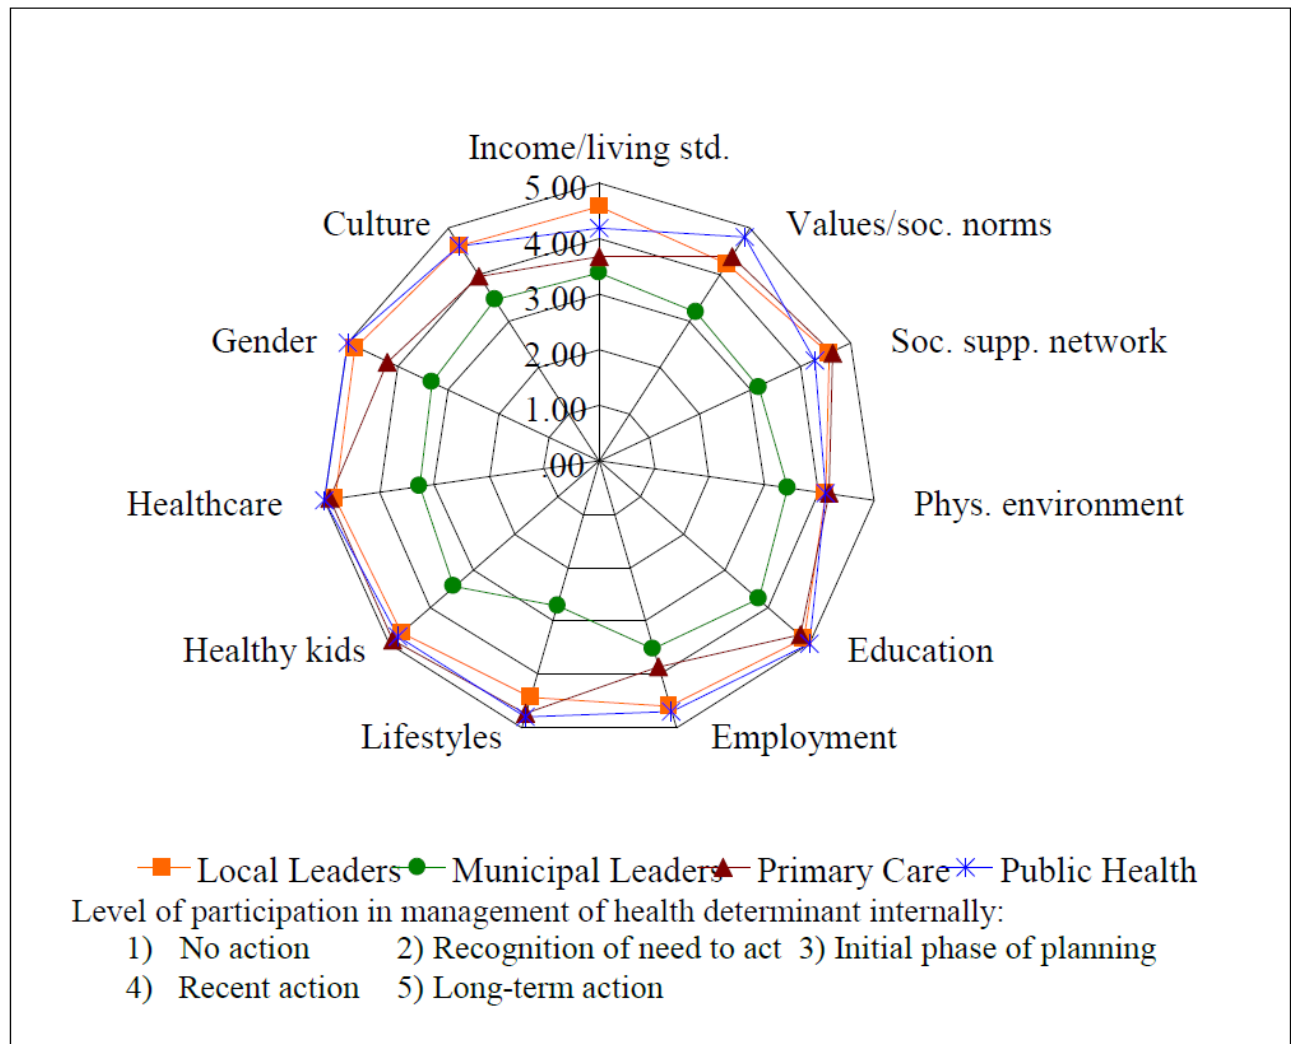 Income/living std.
5.00
Culture
Values/soc. norms
4.00
3.00
Gender
Soc. supp. network
2.00
1.00
.00
Healthcare
Phys. environment
Healthy kids
Education
Lifestyles
Employment
Local Leaders Municipal Leaders Primary Care Public Health
Level of participation in management of health determinant internally:
1) No action 2) Recognition of need to act 3) Initial phase of planning
4) Recent action 5) Long-term action